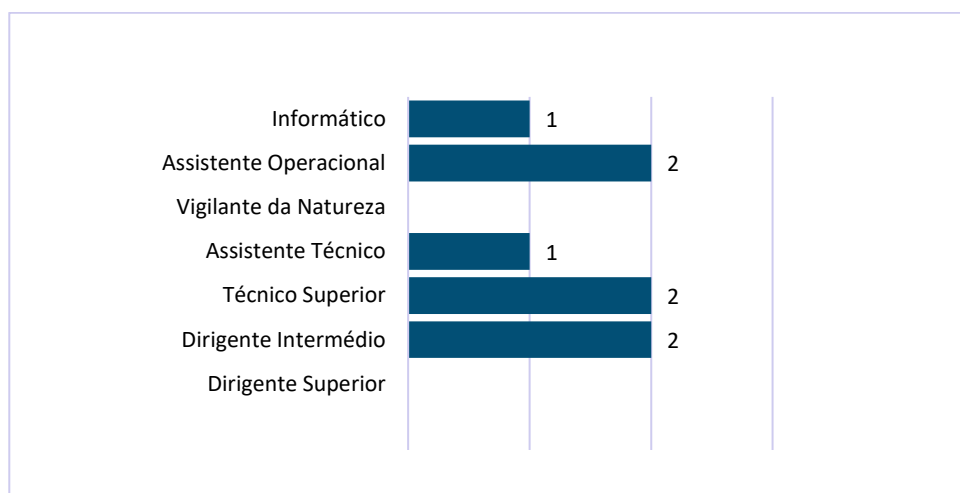 Informático 1
Assistente Operacional 2
Vigilante da Natureza
Assistente Técnico 1
Técnico Superior 2
Dirigente Intermédio 2
Dirigente Superior